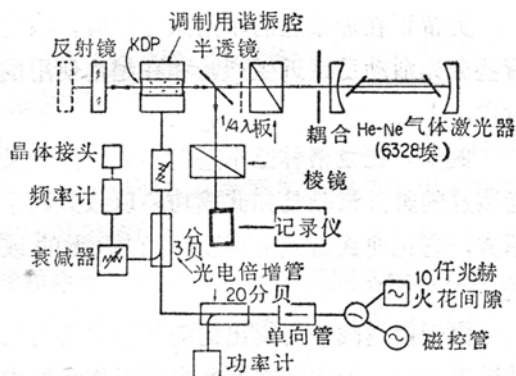 调制用谐振腔
反射镜
KDP
半透镜
1/4λ板
耦合
He-Ne气体激光器
(6328埃)
棱镜
晶体接头
频率计
记录仪
衰减器
3分贝
光电倍增管
20分贝
单向管
10仟兆赫
火花间隙
磁控管
功率计